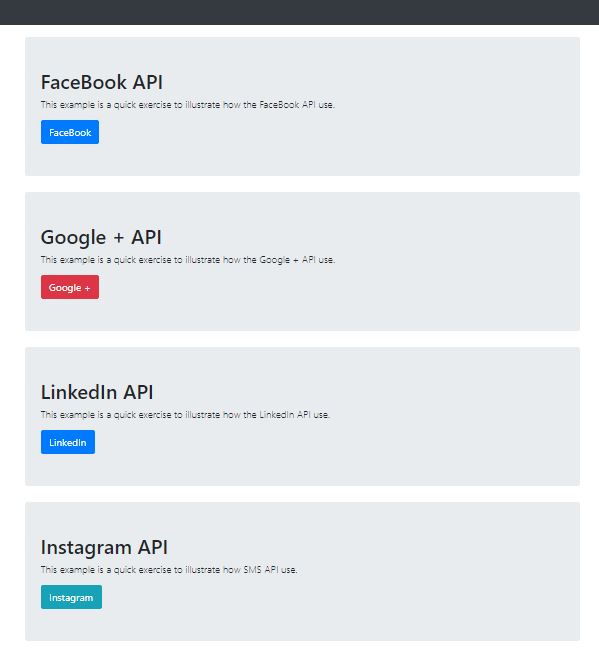 FaceBook API
This example is a quick exercise to illustrate how the FaceBook API use.
FaceBook
Google + API
This example is a quick exercise to illustrate how the Google + API use.
Google +
LinkedIn API
This example is a quick exercise to illustrate how the LinkedIn API use.
LinkedIn
Instagram API
This example is a quick exercise to illustrate how SMS API use.
Instagram